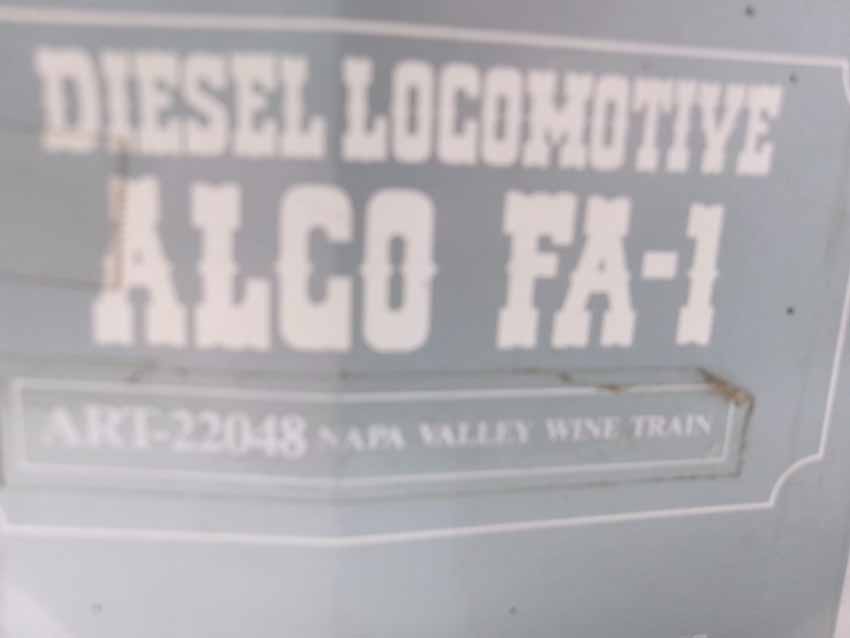 DIESEL LOCOMOTIVE
ALCO FA-1
ART-22048 NAPA VALLEY WINE TRAIN